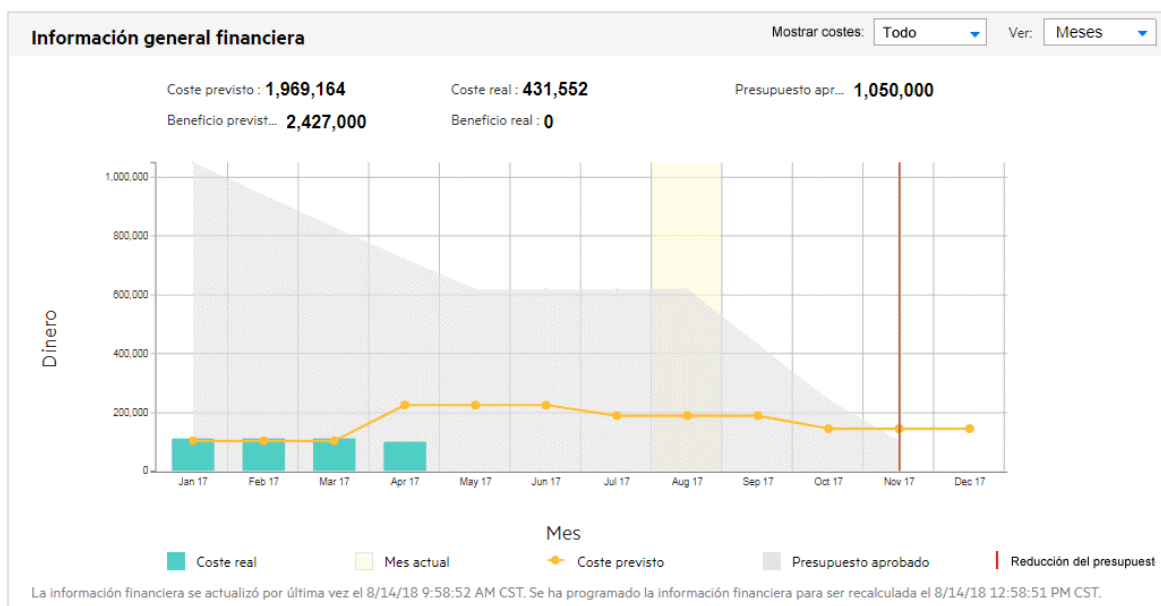 Información general financiera
Mostrar costes: Todo Ver: Meses
Coste previsto : 1,969,164 Coste real : 431,552 Presupuesto apr... 1,050,000
Beneficio previst... 2,427,000 Beneficio real : 0
1,000,000
800,000
600,000
400,000
200,000
0
Dinero
Jan 17 Feb 17 Mar 17 Apr 17 May 17 Jun 17 Jul 17 Aug 17 Sep 17 Oct 17 Nov 17 Dec 17
Mes
Coste real Mes actual Coste previsto Presupuesto aprobado Reducción del presupuest
La información financiera se actualizó por última vez el 8/14/18 9:58:52 AM CST. Se ha programado la información financiera para ser recalculada el 8/14/18 12:58:51 PM CST.